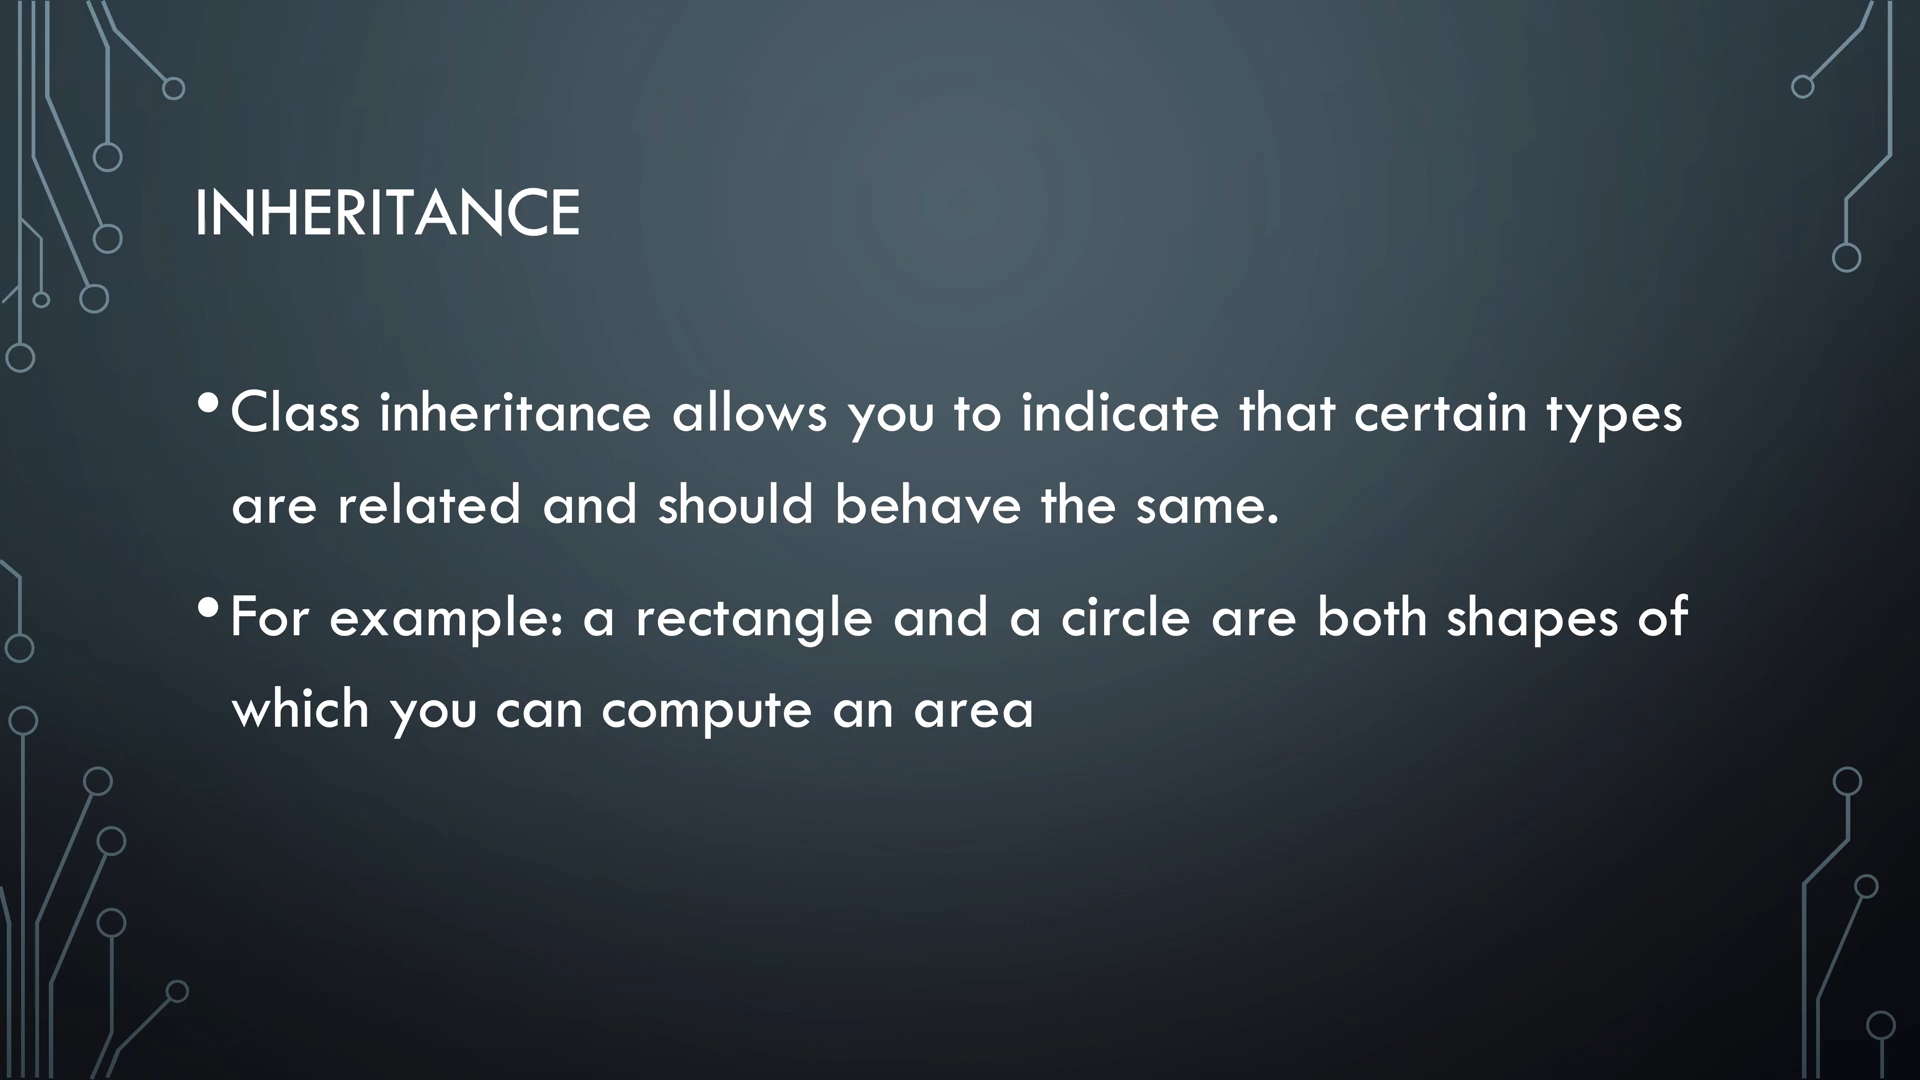 INHERITANCE
• Class inheritance allows you to indicate that certain types
are related and should behave the same.
• For example: a rectangle and a circle are both shapes of
which you can compute an area